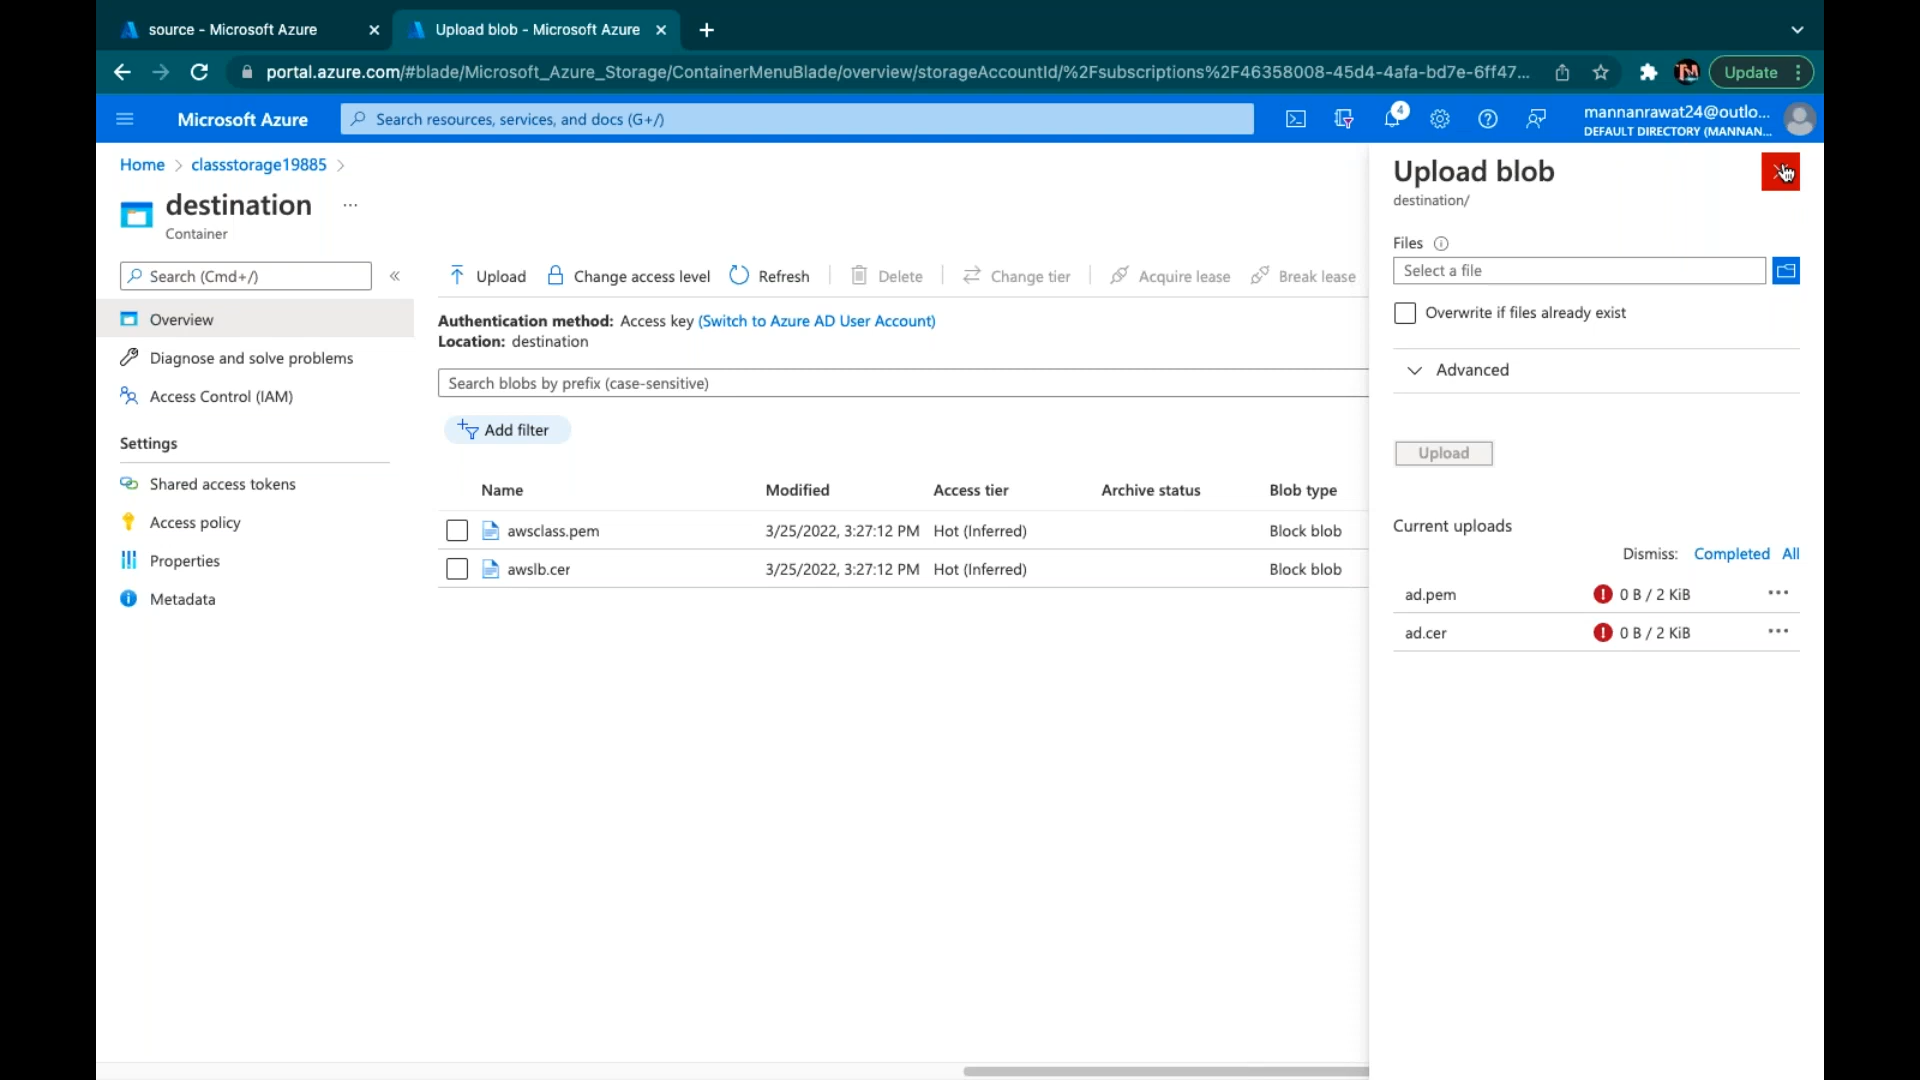 source - Microsoft Azure
Upload blob - Microsoft Azure
portal.azure.com/#blade/Microsoft_Azure_Storage/ContainerMenuBlade/overview/storageAccountId/%2Fsubscriptions%2F46358008-45d4-4afa-bd7e-6ff47...
Update
Microsoft Azure
Search resources, services, and docs (G+/)
4
mannanrawat24@outlo...
DEFAULT DIRECTORY (MANNAN...
Home > classstorage19885 >
destination ...
Container
Search (Cmd+/)
Overview
Diagnose and solve problems
Access Control (IAM)
Settings
Shared access tokens
Access policy
Properties
Metadata
Upload Change access level Refresh Delete Change tier Acquire lease Break lease
Authentication method: Access key (Switch to Azure AD User Account)
Location: destination
Search blobs by prefix (case-sensitive)
Add filter
Name Modified Access tier Archive status Blob type
awsclass.pem 3/25/2022, 3:27:12 PM Hot (Inferred) Block blob
awslb.cer 3/25/2022, 3:27:12 PM Hot (Inferred) Block blob
Upload blob
destination/
Files
Select a file
Overwrite if files already exist
Advanced
Upload
Current uploads
Dismiss: Completed All
ad.pem 0 B / 2 KiB ...
ad.cer 0 B / 2 KiB ...